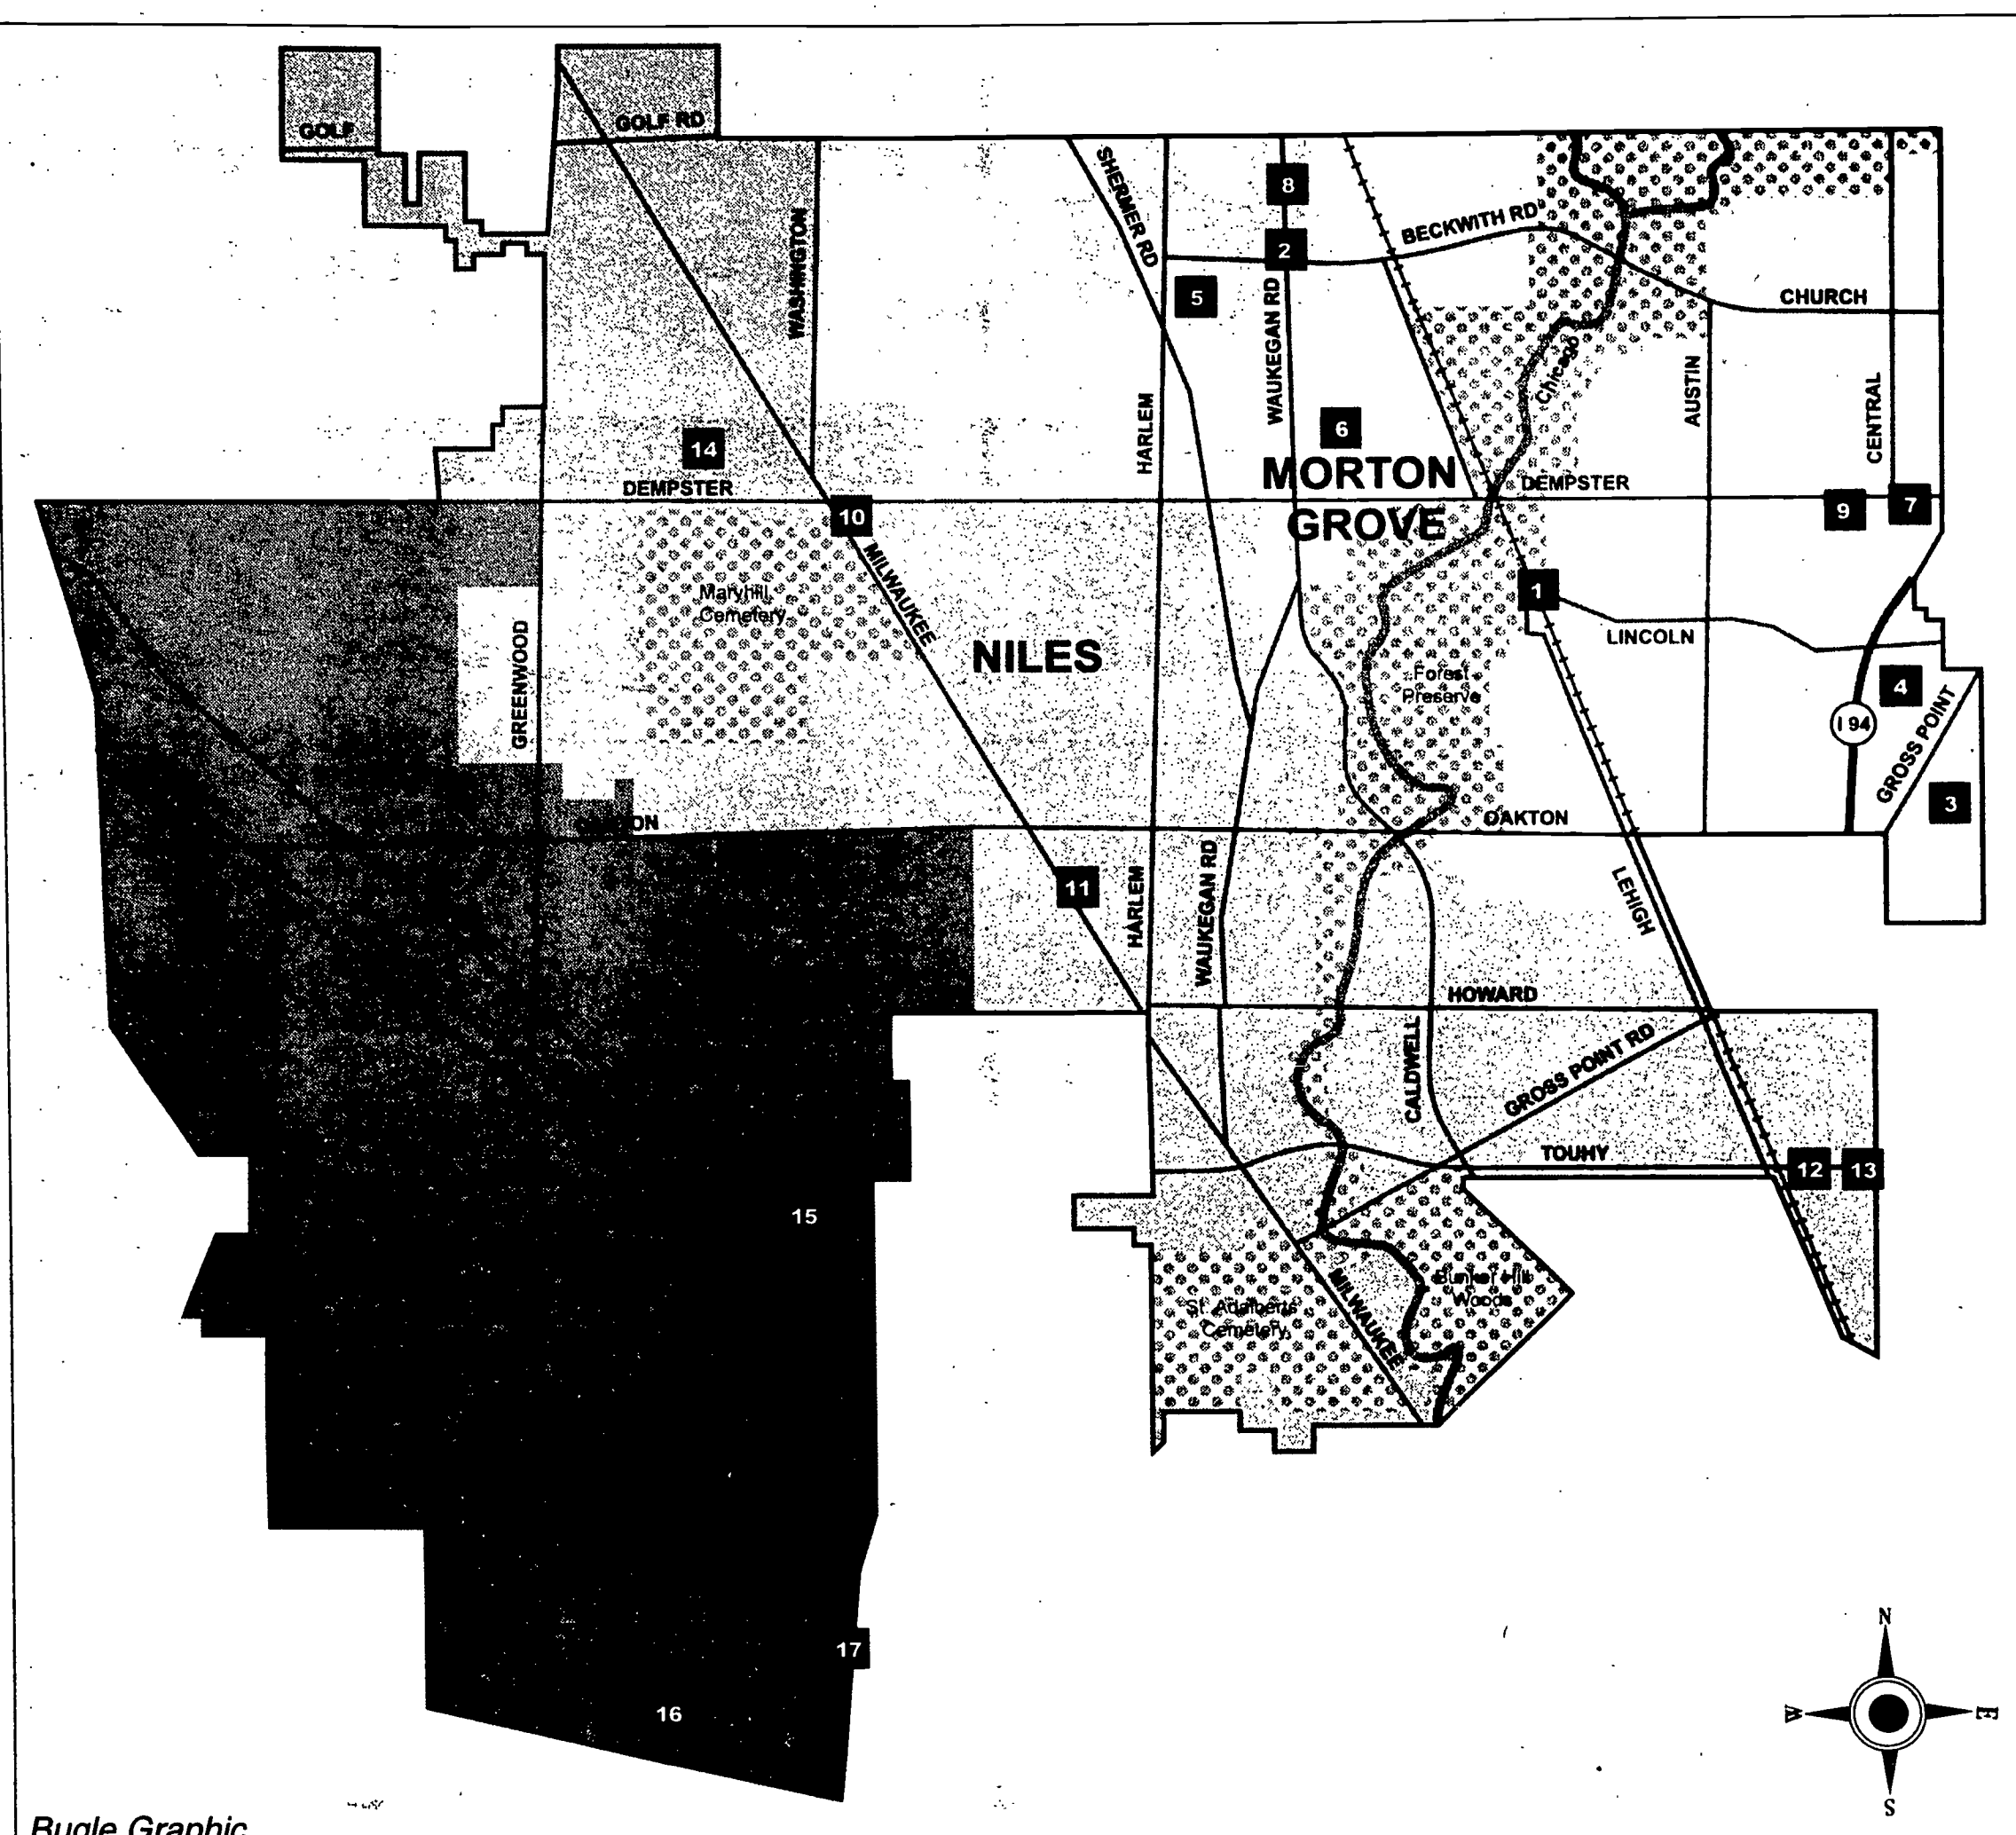 GOLF
GOLF RD
SHERMER RD
8
WASHINGTON
BECKWITH RD
2
5
CHURCH
WAUKEGAN RD
Chicago
AUSTIN
CENTRAL
HARLEM
6
14
MORTON
GROVE
DEMPSTER
DEMPSTER
10
9
7
MILWAUKEE
Maryhill
Cemetery
1
LINCOLN
GREENWOOD
NILES
Forest
Preserve
4
I 94
GROSS POINT
3
OAKTON
11
HARLEM
WAUKEGAN RD
LEHIGH
HOWARD
CALDWELL
GROSS POINT RD
TOUHY
12
13
15
St. Adalberts
Cemetery
MILWAUKEE
Bunker Hill
Woods
17
16
N
W
E
S
Bugle Graphic